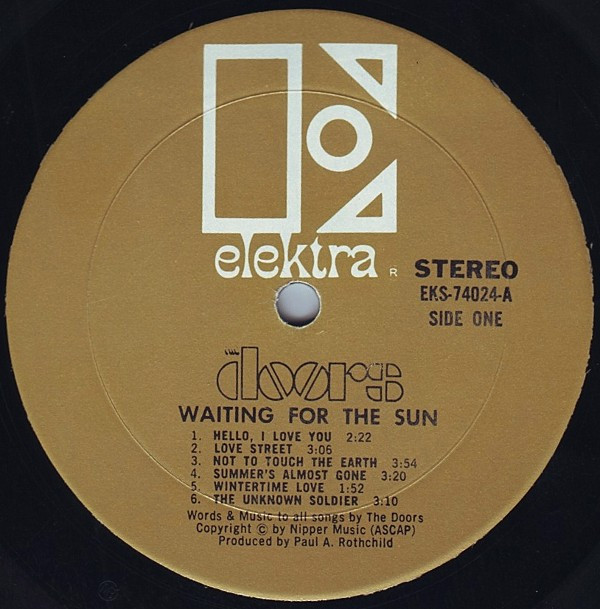 elektra R
STEREO
EKS-74024-A
SIDE ONE
THE doors
WAITING FOR THE SUN
1. HELLO, I LOVE YOU 2:22
2. LOVE STREET 3:06
3. NOT TO TOUCH THE EARTH 3:54
4. SUMMER'S ALMOST GONE 3:20
5. WINTERTIME LOVE 1:52
6. THE UNKNOWN SOLDIER 3:10
Words & Music to all songs by The Doors
Copyright © by Nipper Music (ASCAP)
Produced by Paul A. Rothchild